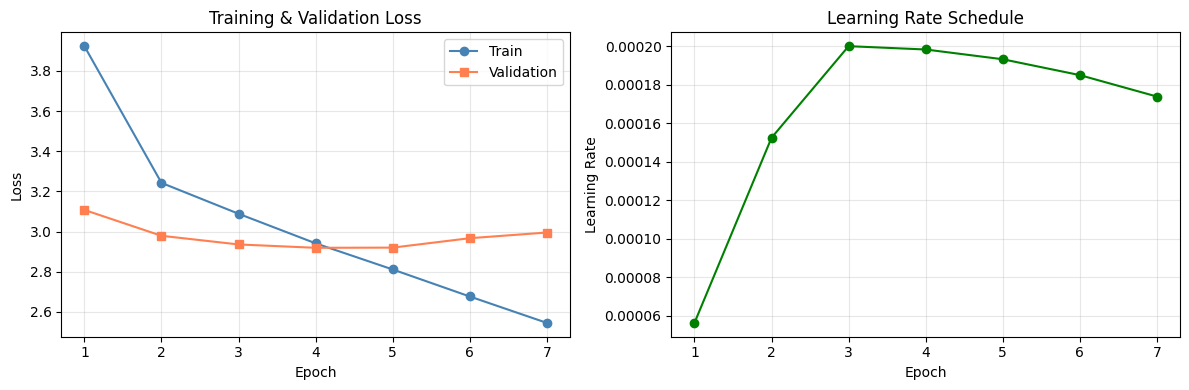 Training & Validation Loss
Train
Validation
3.8
3.6
3.4
3.2
3.0
2.8
2.6
Loss
1 2 3 4 5 6 7
Epoch
Learning Rate Schedule
0.00020
0.00018
0.00016
0.00014
0.00012
0.00010
0.00008
0.00006
Learning Rate
1 2 3 4 5 6 7
Epoch